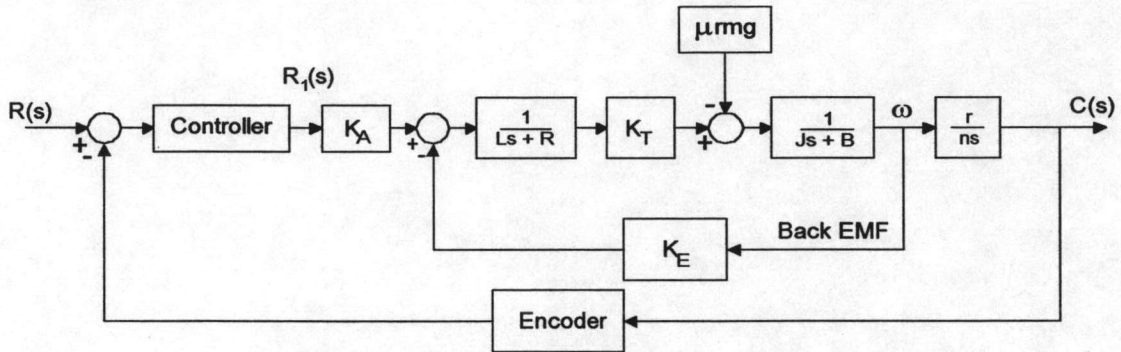 μrmg
R(s)
+
-
Controller
R₁(s)
K_A
+
-
1
Ls + R
K_T
-
+
1
Js + B
ω
r
ns
C(s)
Back EMF
K_E
Encoder